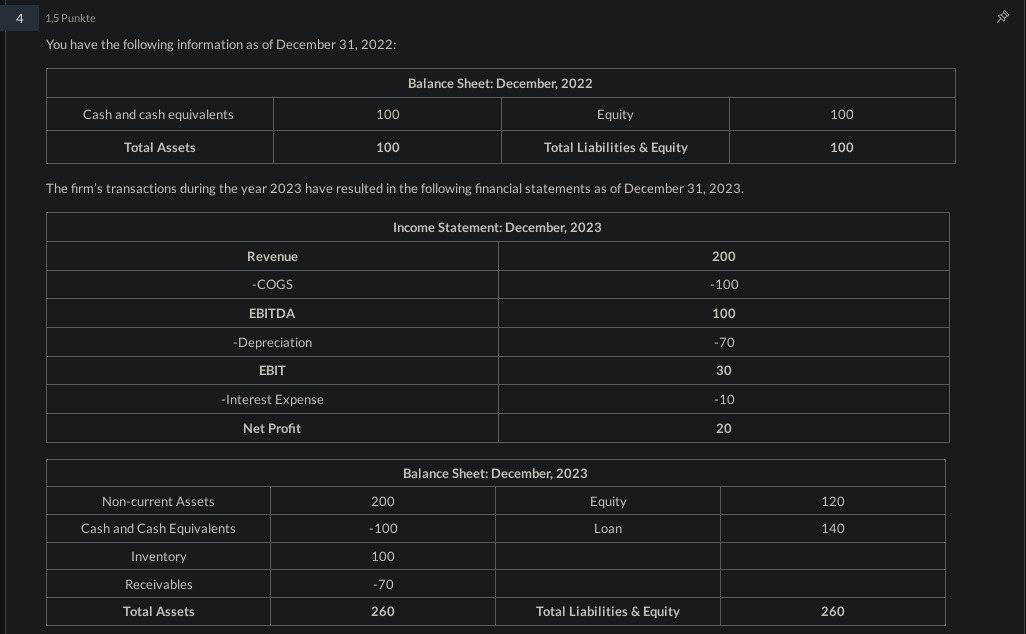 4
1,5 Punkte
You have the following information as of December 31, 2022:
Balance Sheet: December, 2022
Cash and cash equivalents 100 Equity 100
Total Assets 100 Total Liabilities & Equity 100
The firm's transactions during the year 2023 have resulted in the following financial statements as of December 31, 2023.
Income Statement: December, 2023
Revenue 200
-COGS -100
EBITDA 100
-Depreciation -70
EBIT 30
-Interest Expense -10
Net Profit 20
Balance Sheet: December, 2023
Non-current Assets 200 Equity 120
Cash and Cash Equivalents -100 Loan 140
Inventory 100
Receivables -70
Total Assets 260 Total Liabilities & Equity 260